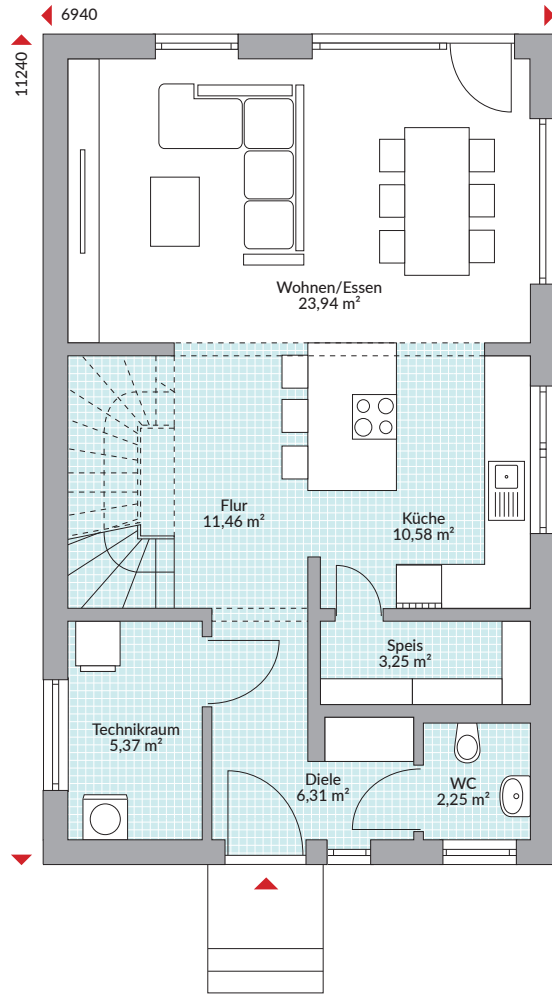 6940
11240
Wohnen/Essen
23,94 m²
Flur
11,46 m²
Küche
10,58 m²
Speis
3,25 m²
Technikraum
5,37 m²
Diele
6,31 m²
WC
2,25 m²